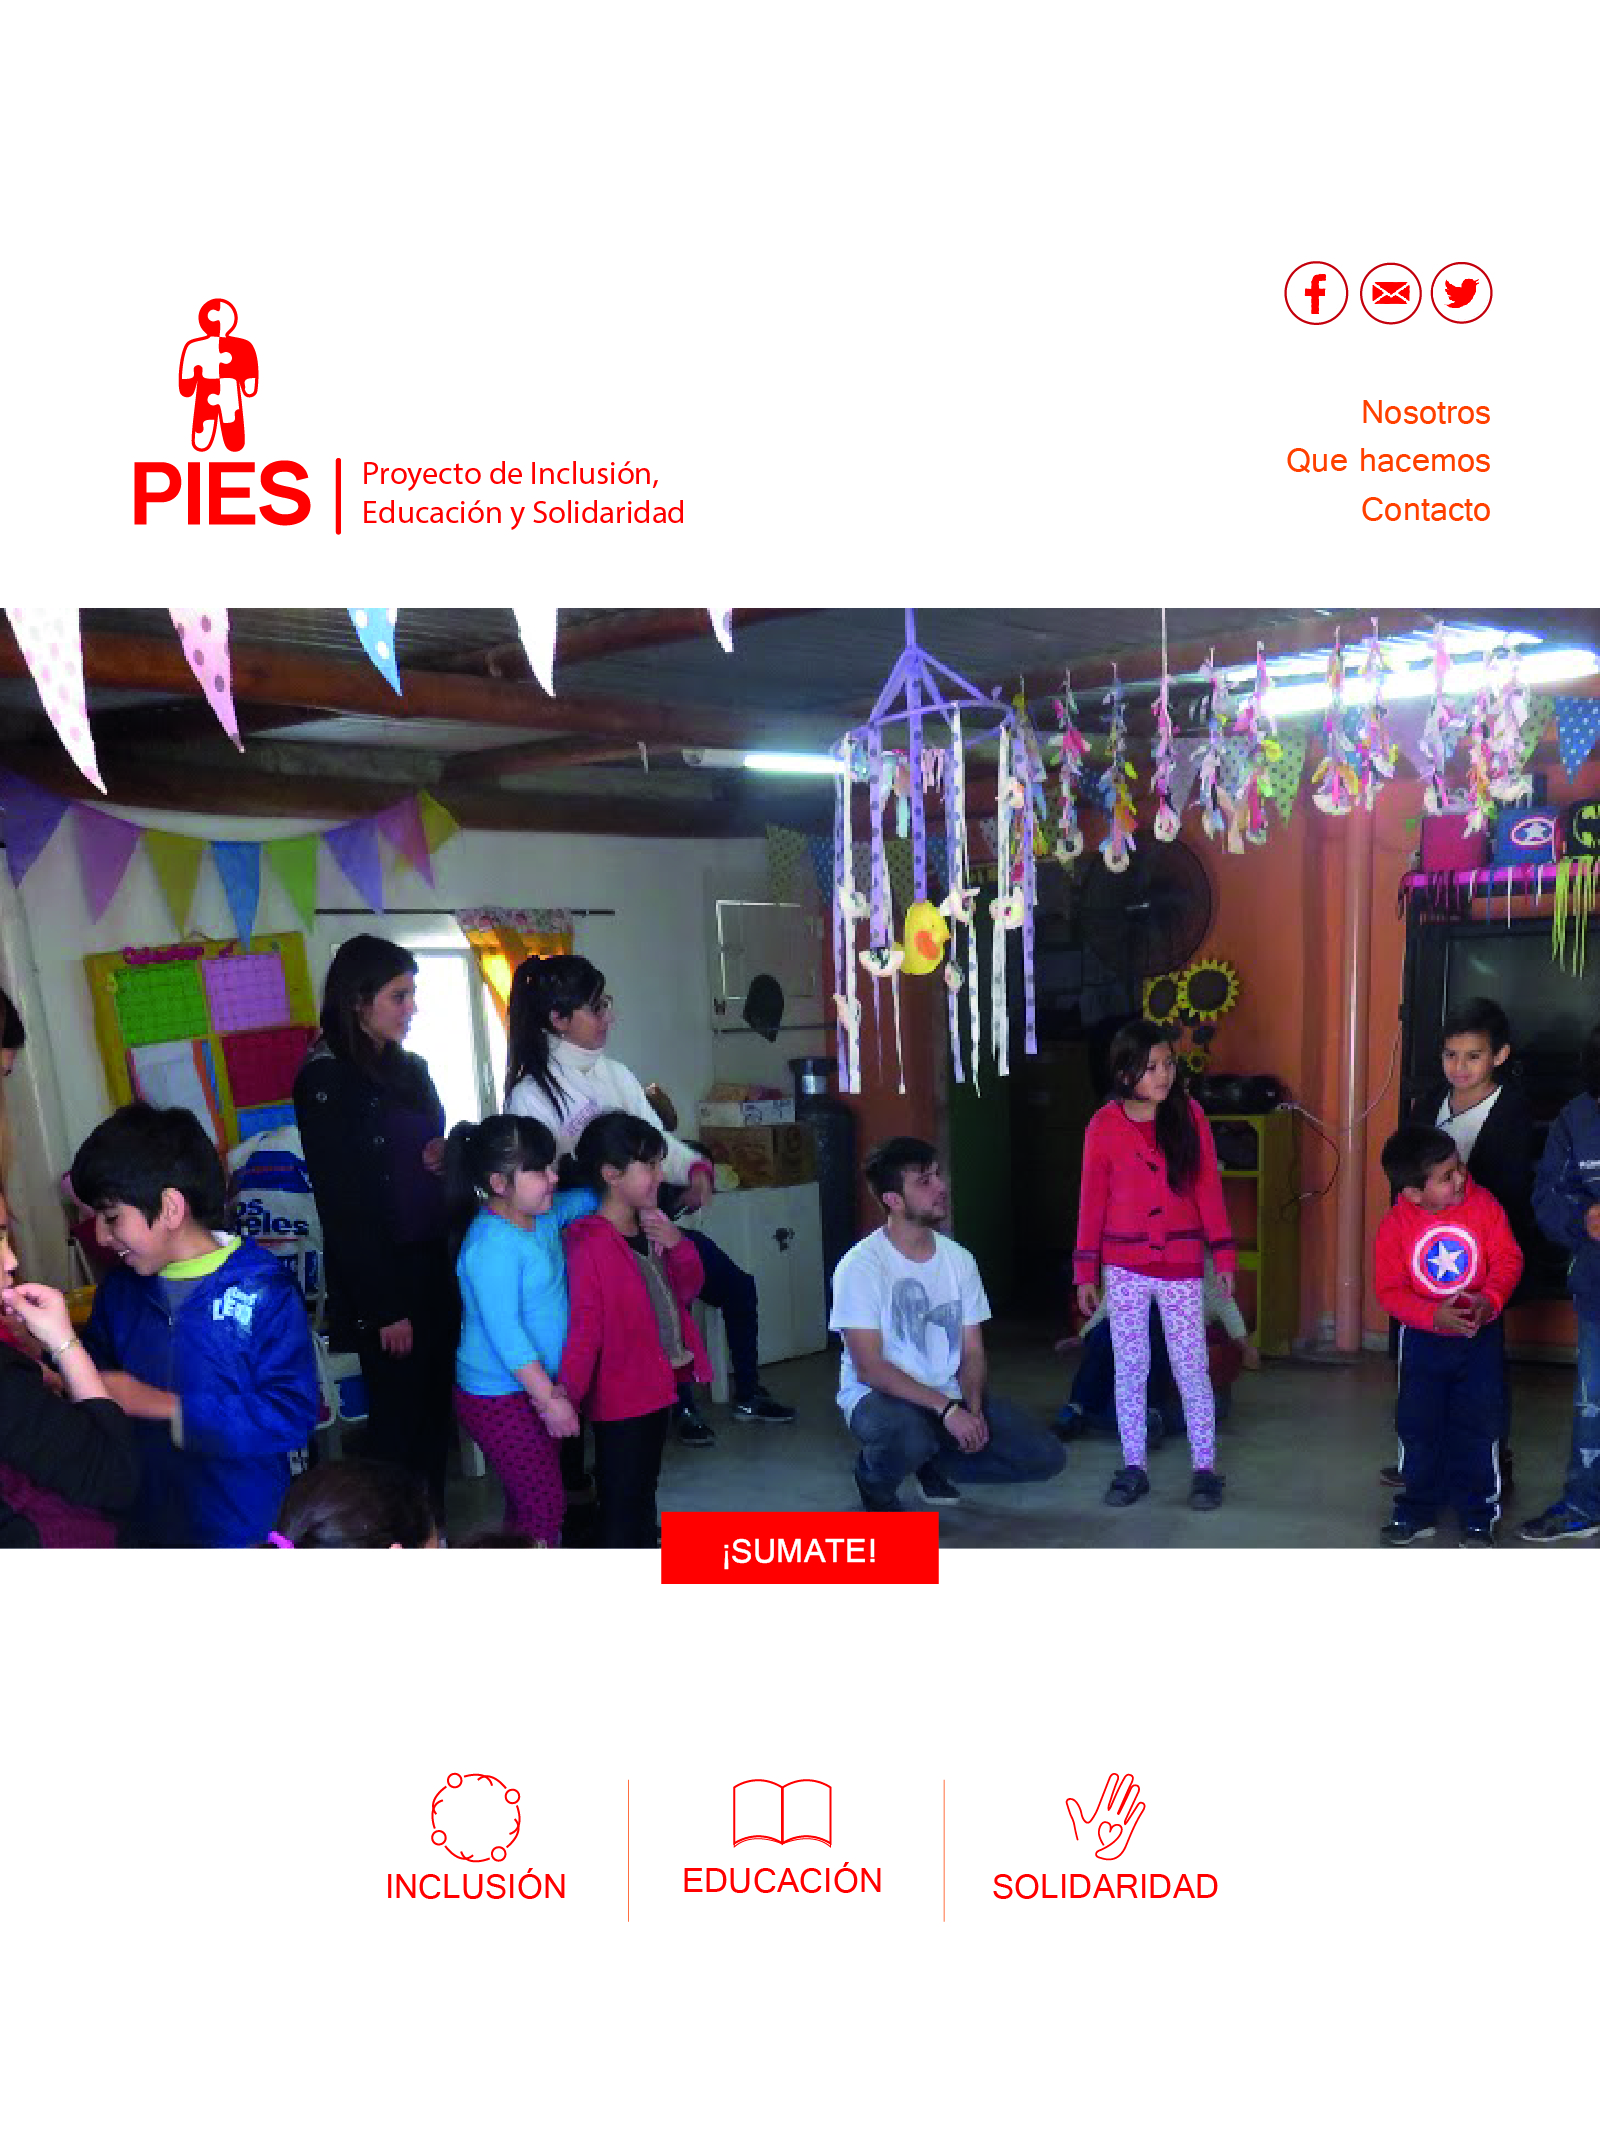 PIES
Proyecto de Inclusión,
Educación y Solidaridad
Nosotros
Que hacemos
Contacto
¡SUMATE!
INCLUSIÓN
EDUCACIÓN
SOLIDARIDAD